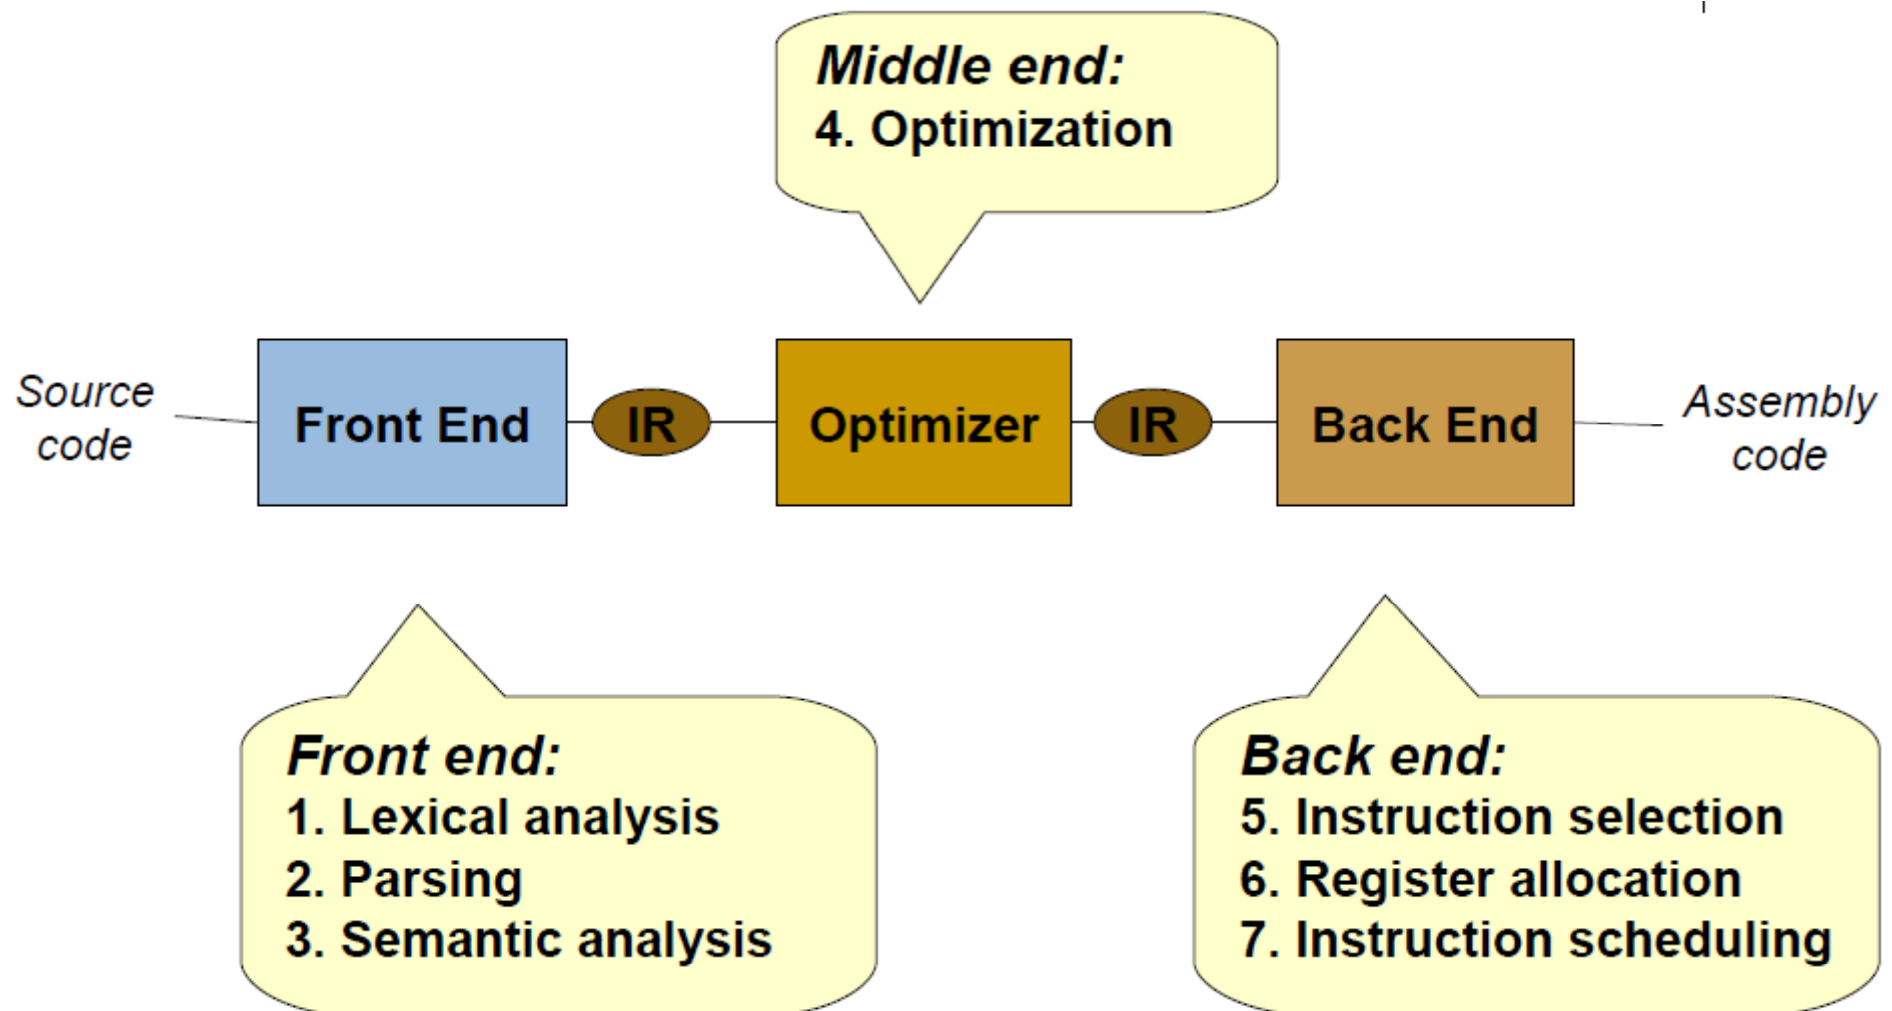 Middle end:
4. Optimization
Source
code
Front End
IR
Optimizer
IR
Back End
Assembly
code
Front end:
1. Lexical analysis
2. Parsing
3. Semantic analysis
Back end:
5. Instruction selection
6. Register allocation
7. Instruction scheduling